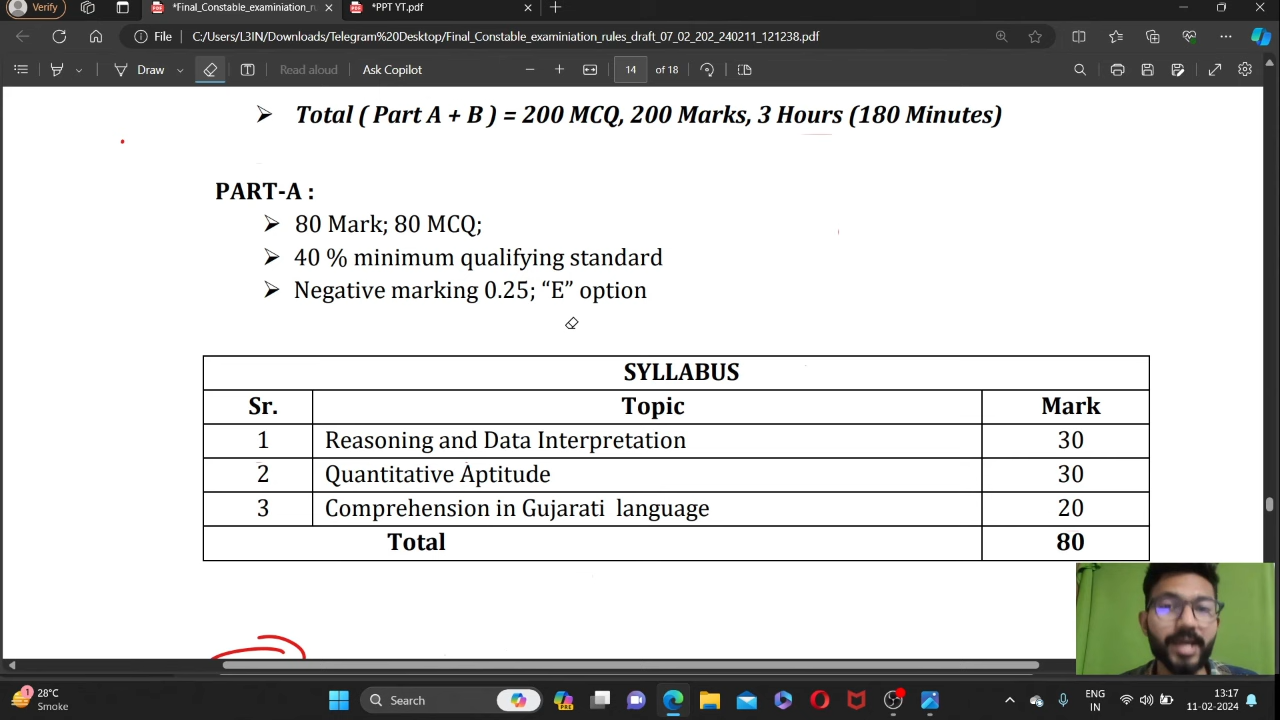 Verify
*Final_Constable_examiniation_ru
*PPT YT.pdf
File
C:/Users/L3IN/Downloads/Telegram%20Desktop/Final_Constable_examiniation_rules_draft_07_02_202_240211_121238.pdf
Draw
Read aloud
Ask Copilot
14
of 18
➢ Total ( Part A + B ) = 200 MCQ, 200 Marks, 3 Hours (180 Minutes)
PART-A :
➢ 80 Mark; 80 MCQ;
➢ 40 % minimum qualifying standard
➢ Negative marking 0.25; “E” option
SYLLABUS
Sr. Topic Mark
1 Reasoning and Data Interpretation 30
2 Quantitative Aptitude 30
3 Comprehension in Gujarati language 20
Total 80
1
28°C
Smoke
Search
PRE
ENG
IN
13:17
11-02-2024